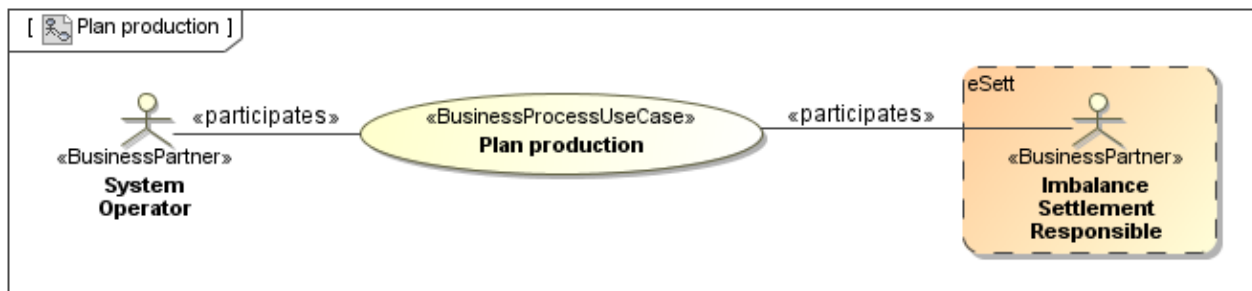 [ Plan production ]
eSett
«participates»
«BusinessProcessUseCase»
«participates»
Plan production
«BusinessPartner»
«BusinessPartner»
System
Operator
Imbalance
Settlement
Responsible